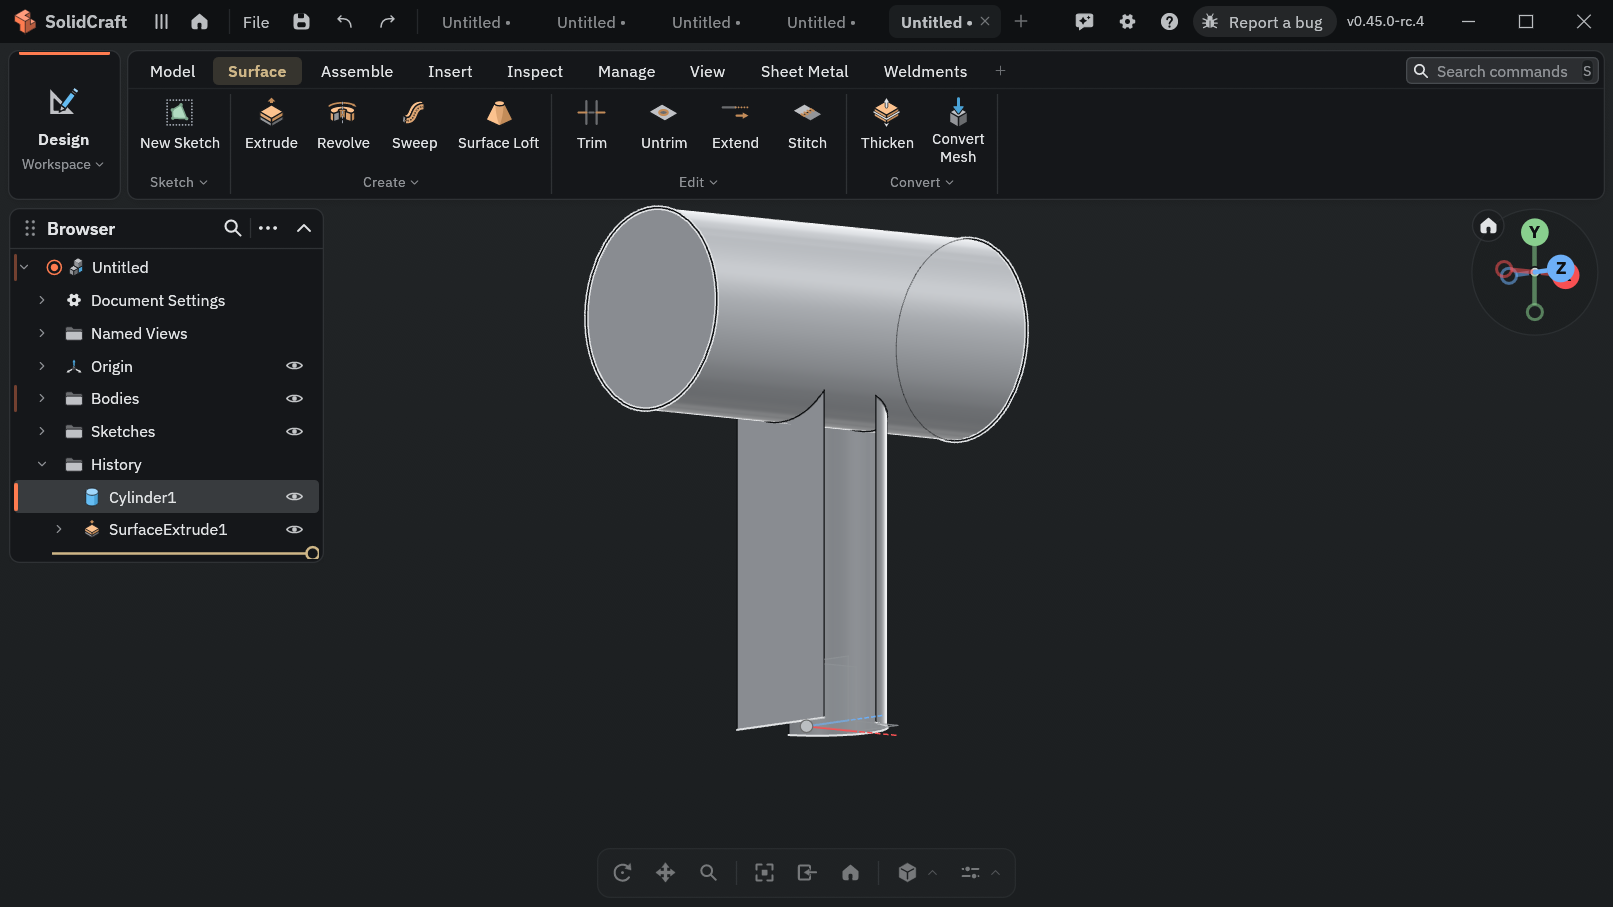 SolidCraft
File
Untitled •
Untitled •
Untitled •
Untitled •
Untitled •
Report a bug
v0.45.0-rc.4
Design
Workspace
Model
Surface
Assemble
Insert
Inspect
Manage
View
Sheet Metal
Weldments
Search commands
S
New Sketch
Extrude
Revolve
Sweep
Surface Loft
Trim
Untrim
Extend
Stitch
Thicken
Convert
Mesh
Sketch
Create
Edit
Convert
Browser
Untitled
Document Settings
Named Views
Origin
Bodies
Sketches
History
Cylinder1
SurfaceExtrude1
Y
Z